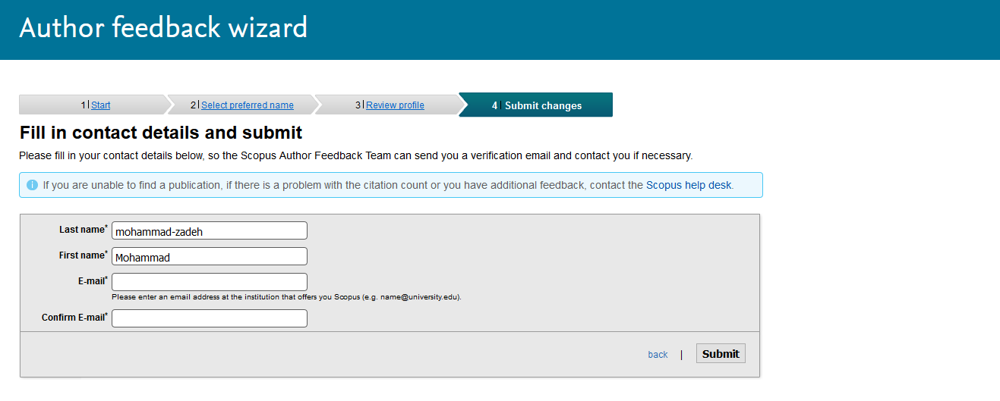 Author feedback wizard
1 | Start
2 | Select preferred name
3 | Review profile
4 | Submit changes
Fill in contact details and submit
Please fill in your contact details below, so the Scopus Author Feedback Team can send you a verification email and contact you if necessary.
i If you are unable to find a publication, if there is a problem with the citation count or you have additional feedback, contact the Scopus help desk.
Last name* mohammad-zadeh
First name* Mohammad
E-mail*
Please enter an email address at the institution that offers you Scopus (e.g. name@university.edu).
Confirm E-mail*
back | Submit